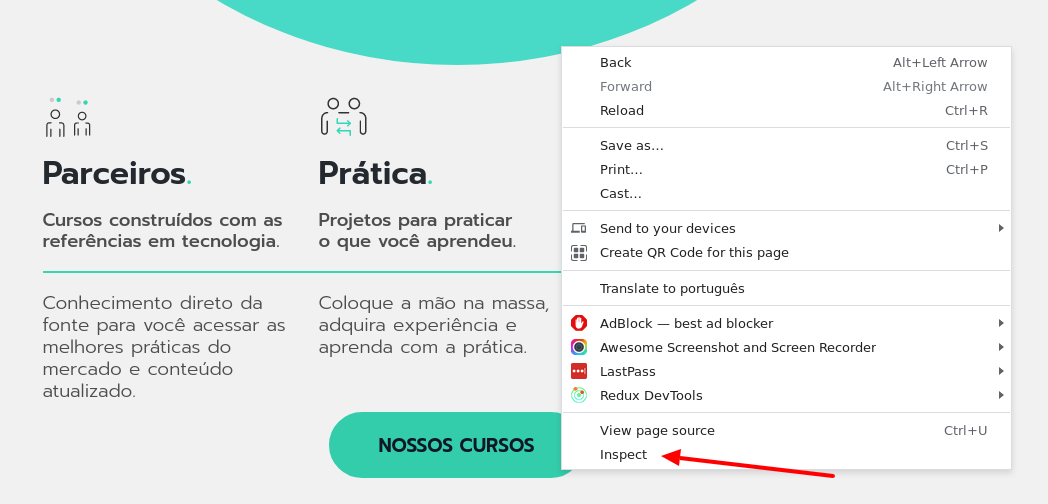 Parceiros.
Cursos construídos com as
referências em tecnologia.
Conhecimento direto da
fonte para você acessar as
melhores práticas do
mercado e conteúdo
atualizado.
Prática.
Projetos para praticar
o que você aprendeu.
Coloque a mão na massa,
adquira experiência e
aprenda com a prática.
NOSSOS CURSOS
Back Alt+Left Arrow
Forward Alt+Right Arrow
Reload Ctrl+R
Save as... Ctrl+S
Print... Ctrl+P
Cast...
Send to your devices
Create QR Code for this page
Translate to português
AdBlock — best ad blocker
Awesome Screenshot and Screen Recorder
LastPass
Redux DevTools
View page source Ctrl+U
Inspect